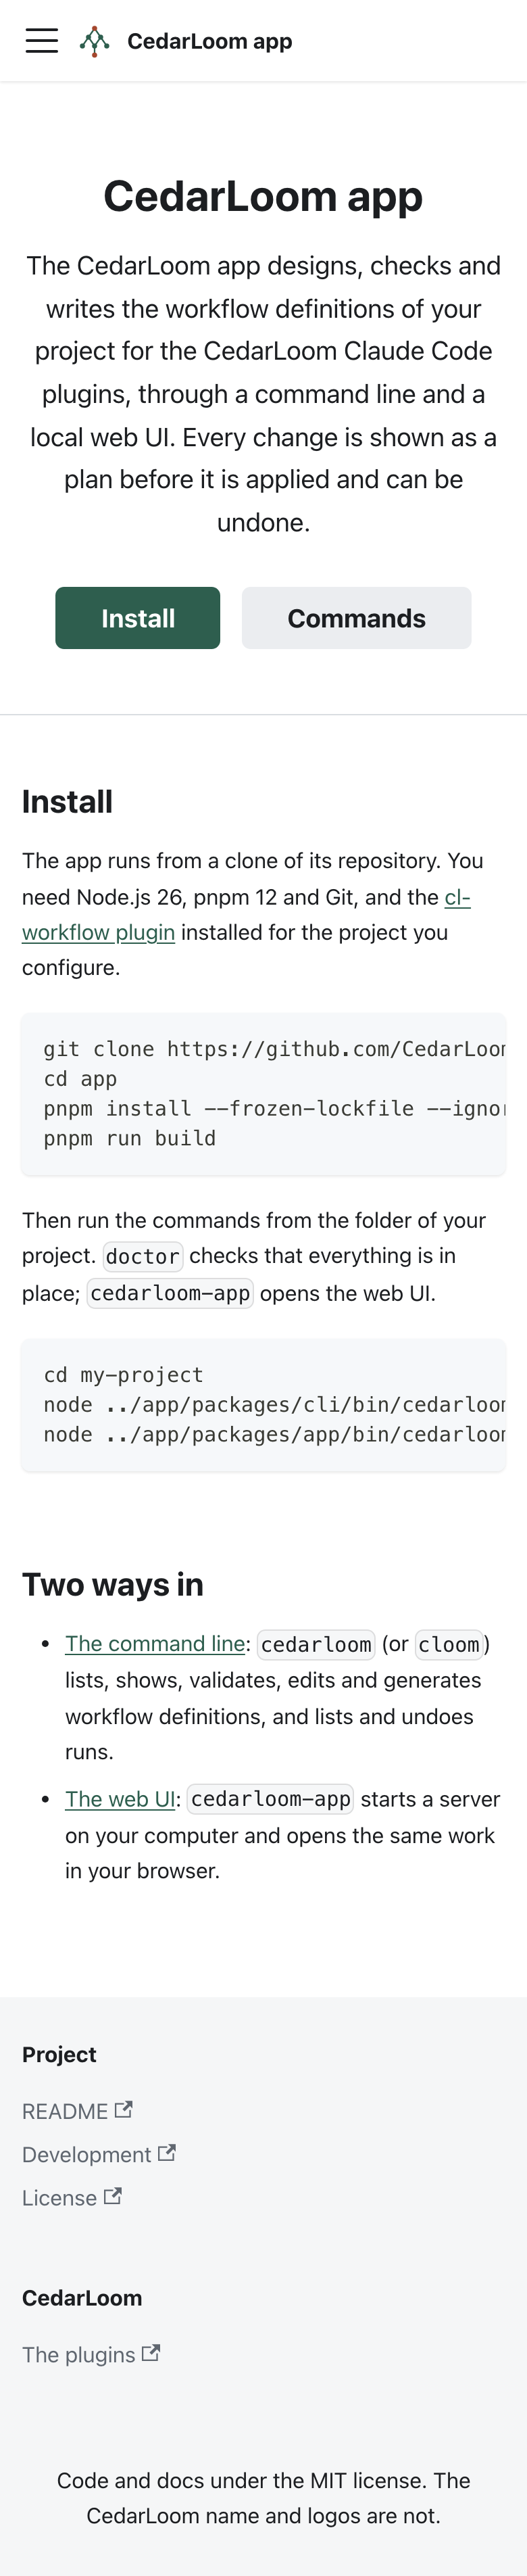 CedarLoom app
CedarLoom app
The CedarLoom app designs, checks and
writes the workflow definitions of your
project for the CedarLoom Claude Code
plugins, through a command line and a
local web UI. Every change is shown as a
plan before it is applied and can be
undone.
Install
Commands
Install
The app runs from a clone of its repository. You
need Node.js 26, pnpm 12 and Git, and the cl-
workflow plugin installed for the project you
configure.
git clone https://github.com/CedarLoom
cd app
pnpm install --frozen-lockfile --ignor
pnpm run build
Then run the commands from the folder of your
project. doctor checks that everything is in
place; cedarloom-app opens the web UI.
cd my-project
node ../app/packages/cli/bin/cedarloom
node ../app/packages/app/bin/cedarloom
Two ways in
• The command line: cedarloom (or cloom)
lists, shows, validates, edits and generates
workflow definitions, and lists and undoes
runs.
• The web UI: cedarloom-app starts a server
on your computer and opens the same work
in your browser.
Project
README
Development
License
CedarLoom
The plugins
Code and docs under the MIT license. The
CedarLoom name and logos are not.